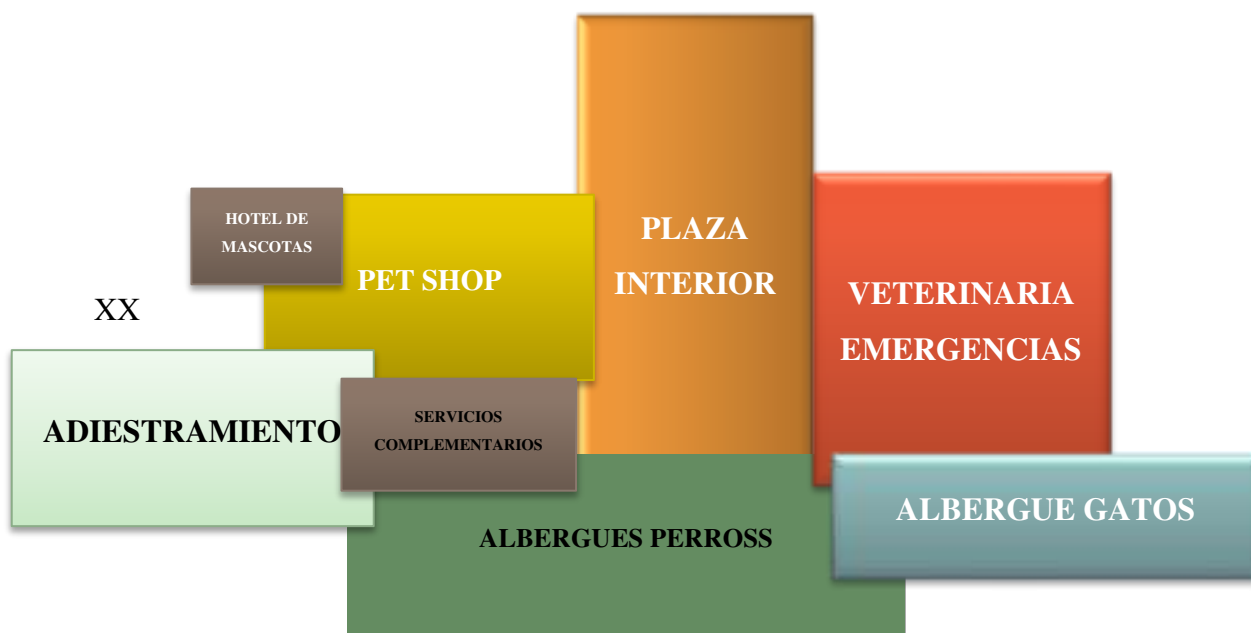 HOTEL DE
MASCOTAS
PET SHOP
PLAZA
INTERIOR
VETERINARIA
EMERGENCIAS
XX
ADIESTRAMIENTO
SERVICIOS
COMPLEMENTARIOS
ALBERGUE GATOS
ALBERGUES PERROSS